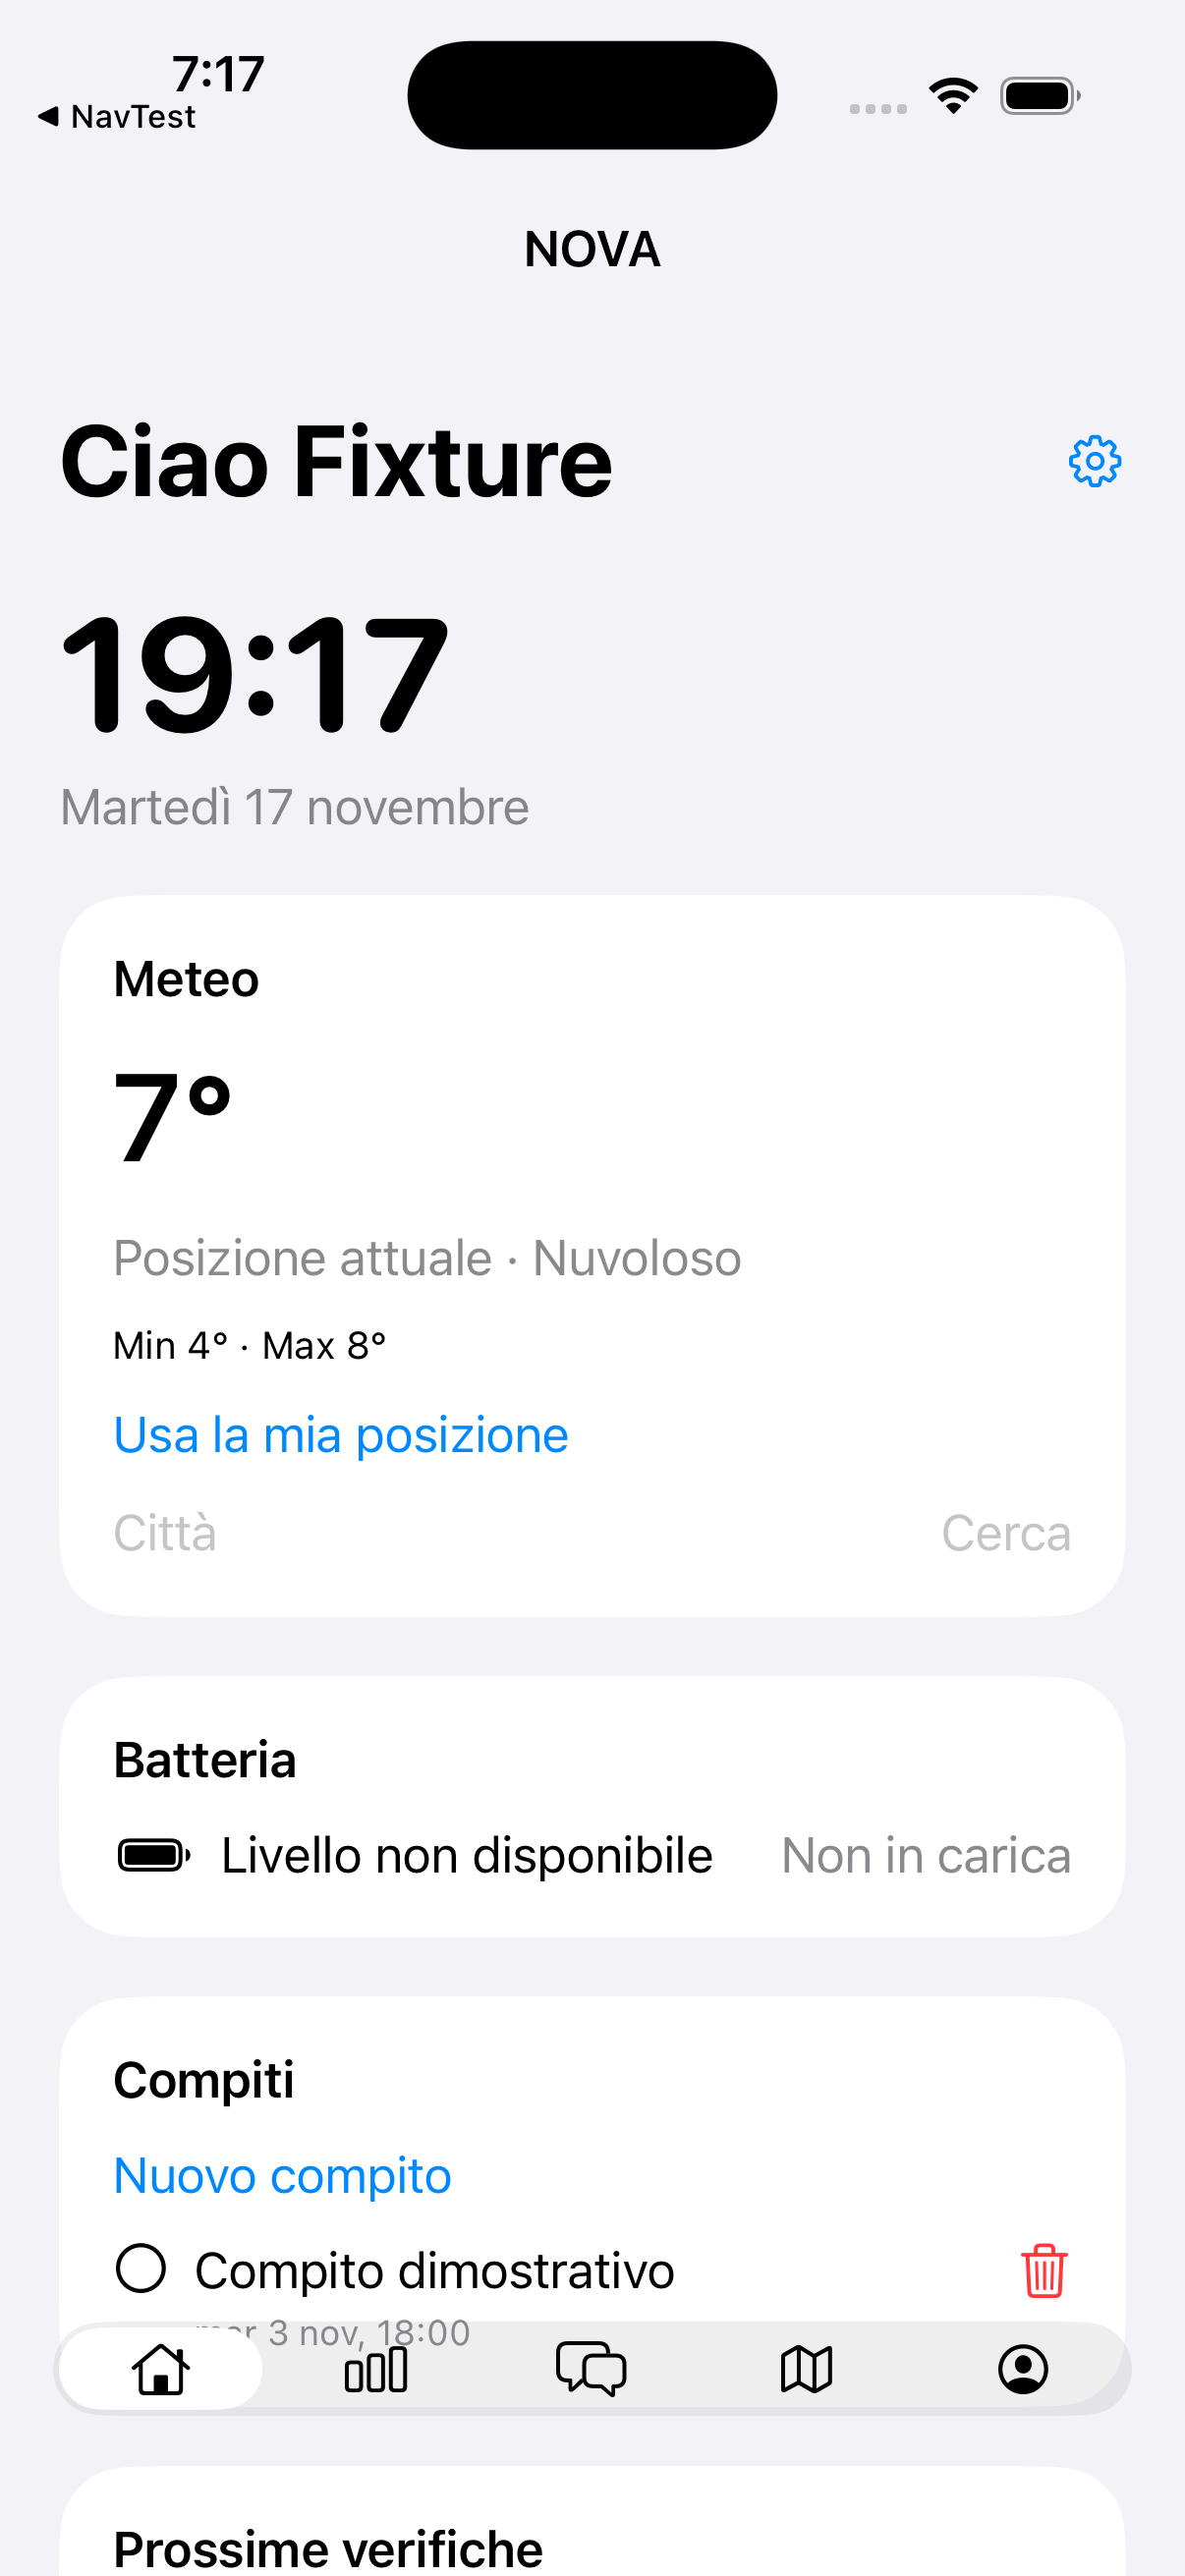 7:17
◀ NavTest
NOVA
Ciao Fixture
19:17
Martedì 17 novembre
Meteo
7°
Posizione attuale · Nuvoloso
Min 4° · Max 8°
Usa la mia posizione
Città
Cerca
Batteria
Livello non disponibile
Non in carica
Compiti
Nuovo compito
Compito dimostrativo
mar 3 nov, 18:00
Prossime verifiche